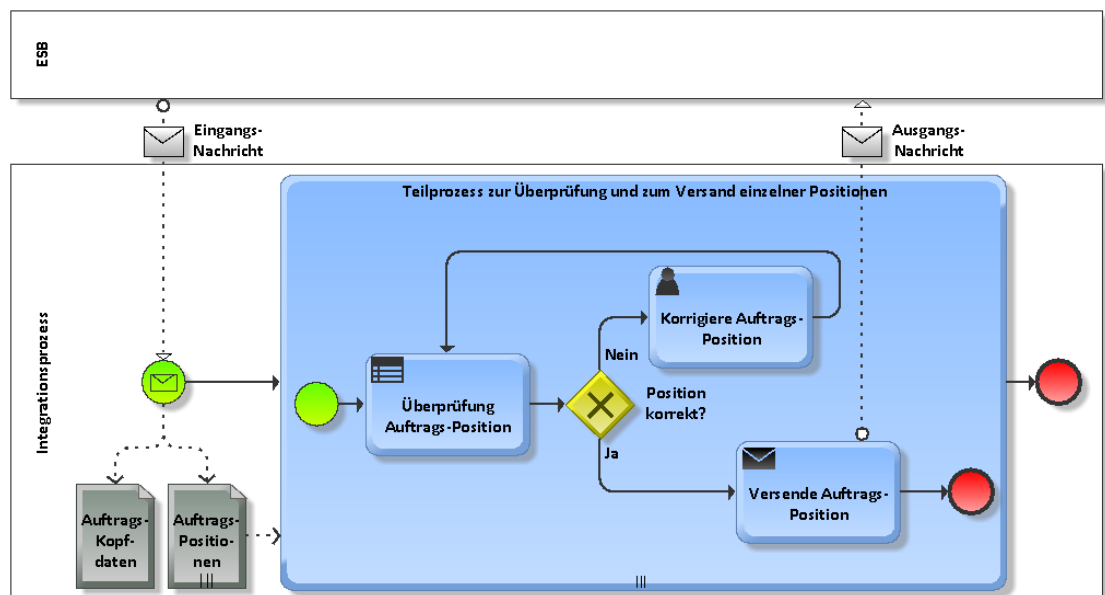 ESB
Eingangs-
Nachricht
Ausgangs-
Nachricht
Integrationsprozess
Teilprozess zur Überprüfung und zum Versand einzelner Positionen
Korrigiere Auftrags-
Position
Nein
Überprüfung
Auftrags-Position
Position
korrekt?
Ja
Versende Auftrags-
Position
Auftrags-
Kopf-
daten
Auftrags-
Positio-
nen